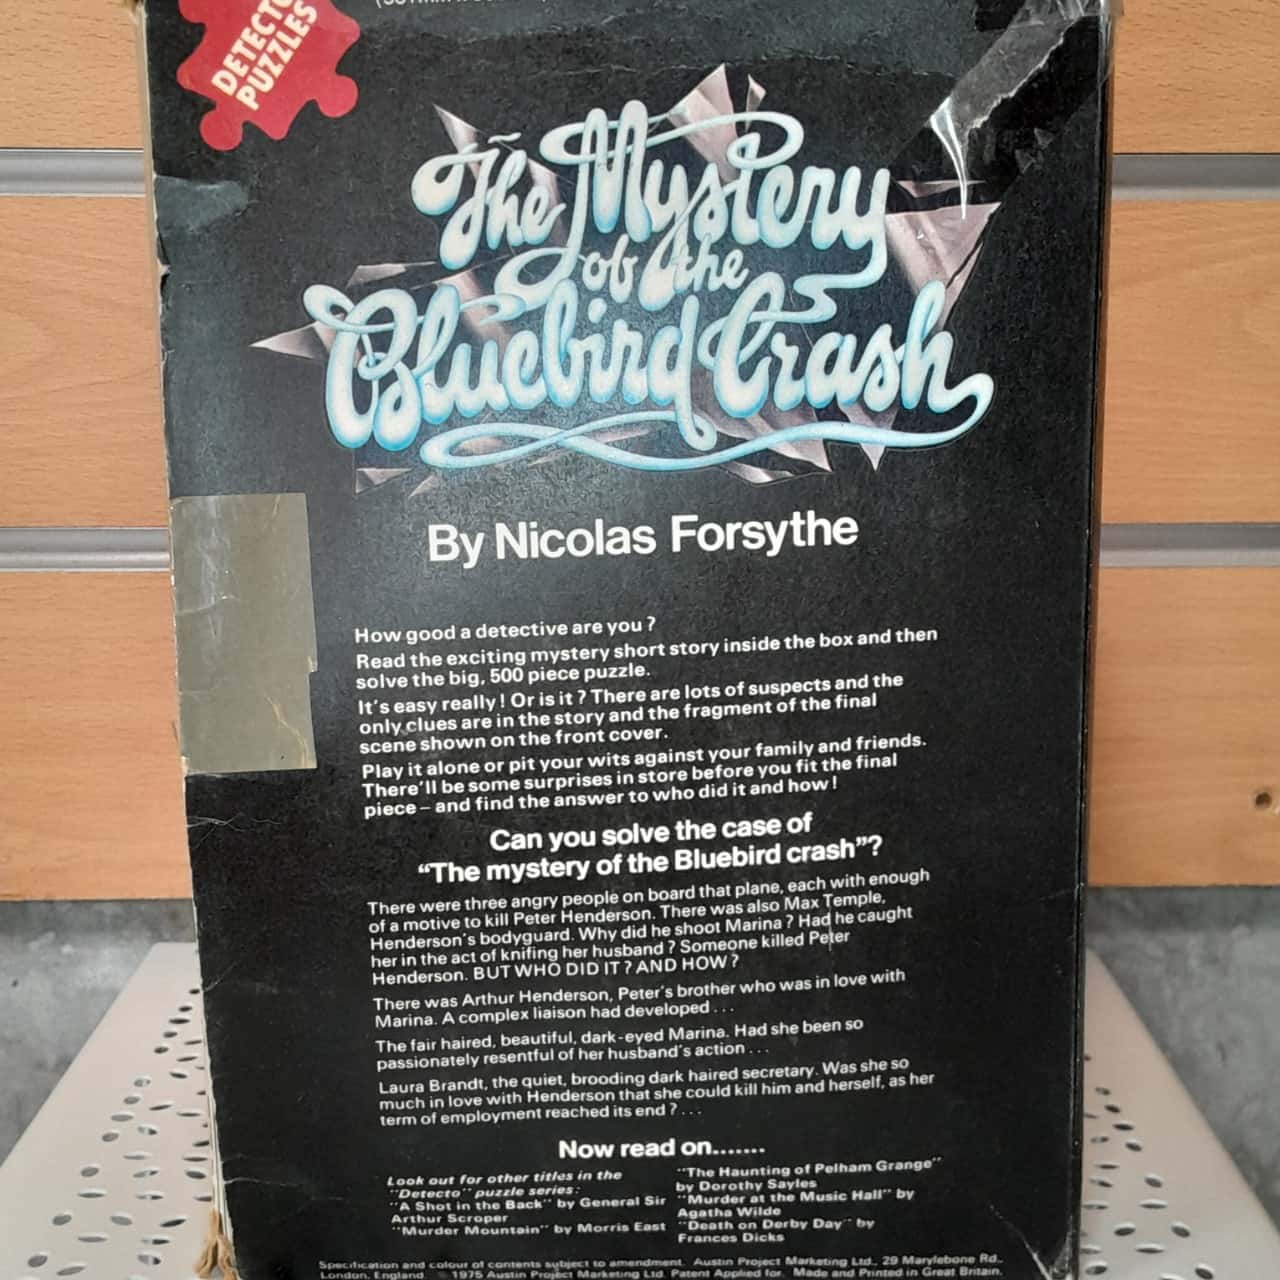 DETECTO
PUZZLES
The Mystery
of the
Bluebird Crash
By Nicolas Forsythe
How good a detective are you?
Read the exciting mystery short story inside the box and then
solve the big, 500 piece puzzle.
It's easy really! Or is it? There are lots of suspects and the
only clues are in the story and the fragment of the final
scene shown on the front cover.
Play it alone or pit your wits against your family and friends.
There'll be some surprises in store before you fit the final
piece – and find the answer to who did it and how!
Can you solve the case of
“The mystery of the Bluebird crash”?
There were three angry people on board that plane, each with enough
of a motive to kill Peter Henderson. There was also Max Temple,
Henderson's bodyguard. Why did he shoot Marina? Had he caught
her in the act of knifing her husband? Someone killed Peter
Henderson. BUT WHO DID IT? AND HOW?
There was Arthur Henderson, Peter's brother who was in love with
Marina. A complex liaison had developed...
The fair haired, beautiful, dark-eyed Marina. Had she been so
passionately resentful of her husband's action...
Laura Brandt, the quiet, brooding dark haired secretary. Was she so
much in love with Henderson that she could kill him and herself, as her
term of employment reached its end?...
Now read on.......
Look out for other titles in the
"Detecto" puzzle series:
"A Shot in the Back" by General Sir
Arthur Scroper
"Murder Mountain" by Morris East
"The Haunting of Pelham Grange"
by Dorothy Sayles
"Murder at the Music Hall" by
Agatha Wilde
"Death on Derby Day" by
Frances Dicks
Specification and colour of contents subject to amendment. Austin Project Marketing Ltd., 29 Marylebone Rd.,
London, England. 1975 Austin Project Marketing Ltd. Patent Applied for. Made and Printed in Great Britain.